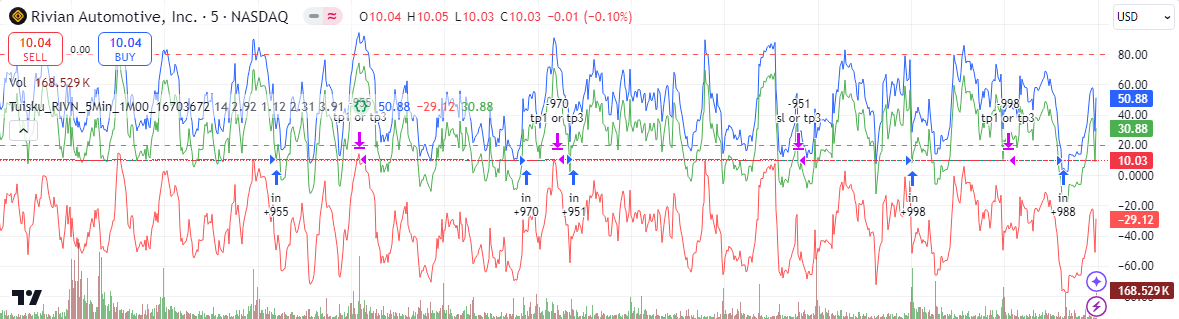 Rivian Automotive, Inc. · 5 · NASDAQ
O10.04 H10.05 L10.03 C10.03 −0.01 (−0.10%)
USD
10.04
SELL
0.00
10.04
BUY
Vol 168.529 K
Tuisku_RIVN_5Min_1M00_16703672 14 2.92 1.12 2.31 3.91 50.88 −29.12 30.88
80.00
60.00
50.88
40.00
30.88
20.00
10.03
0.0000
−20.00
−29.12
−40.00
−60.00
168.529 K
tp1 or tp3
-970
tp1 or tp3
-951
sl or tp3
-998
tp1 or tp3
in
+955
in
+970
in
+951
in
+998
in
+988